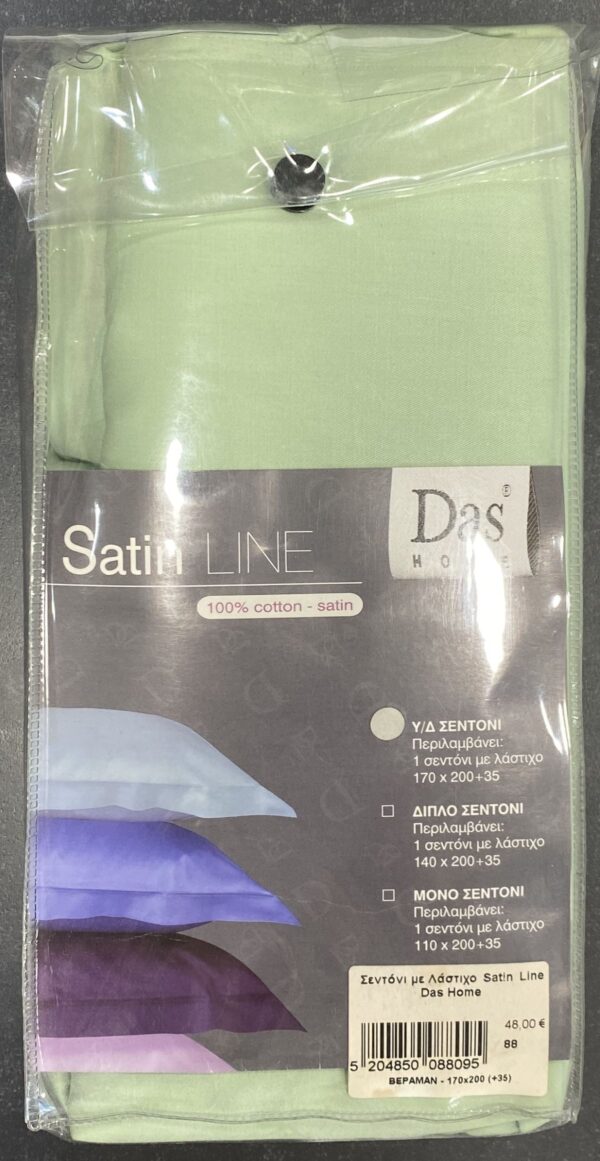 Das®
HOME
Satin LINE
100% cotton - satin
Υ/Δ ΣΕΝΤΟΝΙ
Περιλαμβάνει:
1 σεντόνι με λάστιχο
170 x 200+35
ΔΙΠΛΟ ΣΕΝΤΟΝΙ
Περιλαμβάνει:
1 σεντόνι με λάστιχο
140 x 200+35
ΜΟΝΟ ΣΕΝΤΟΝΙ
Περιλαμβάνει:
1 σεντόνι με λάστιχο
110 x 200+35
Σεντόνι με Λάστιχο Satin Line
Das Home
48,00 €
88
5 204850 088095
ΒΕΡΑΜΑΝ - 170x200 (+35)